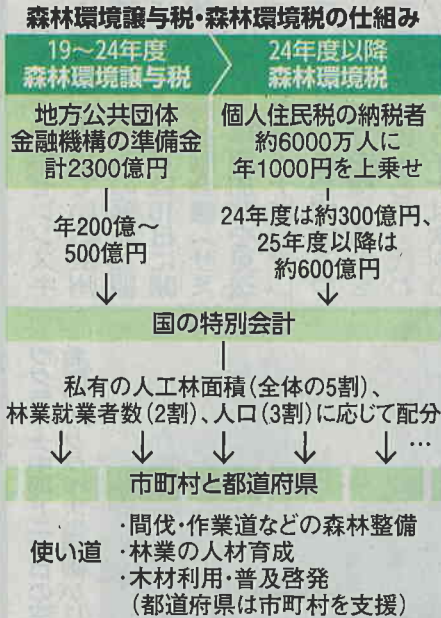 森林環境譲与税・森林環境税の仕組み
19～24年度
森林環境譲与税
24年度以降
森林環境税
地方公共団体
金融機構の準備金
計2300億円
個人住民税の納税者
約6000万人に
年1000円を上乗せ
年200億～
500億円
24年度は約300億円、
25年度以降は
約600億円
国の特別会計
私有の人工林面積(全体の5割)、
林業就業者数(2割)、人口(3割)に応じて配分
…
市町村と都道府県
使い道
・間伐・作業道などの森林整備
・林業の人材育成
・木材利用・普及啓発
(都道府県は市町村を支援)